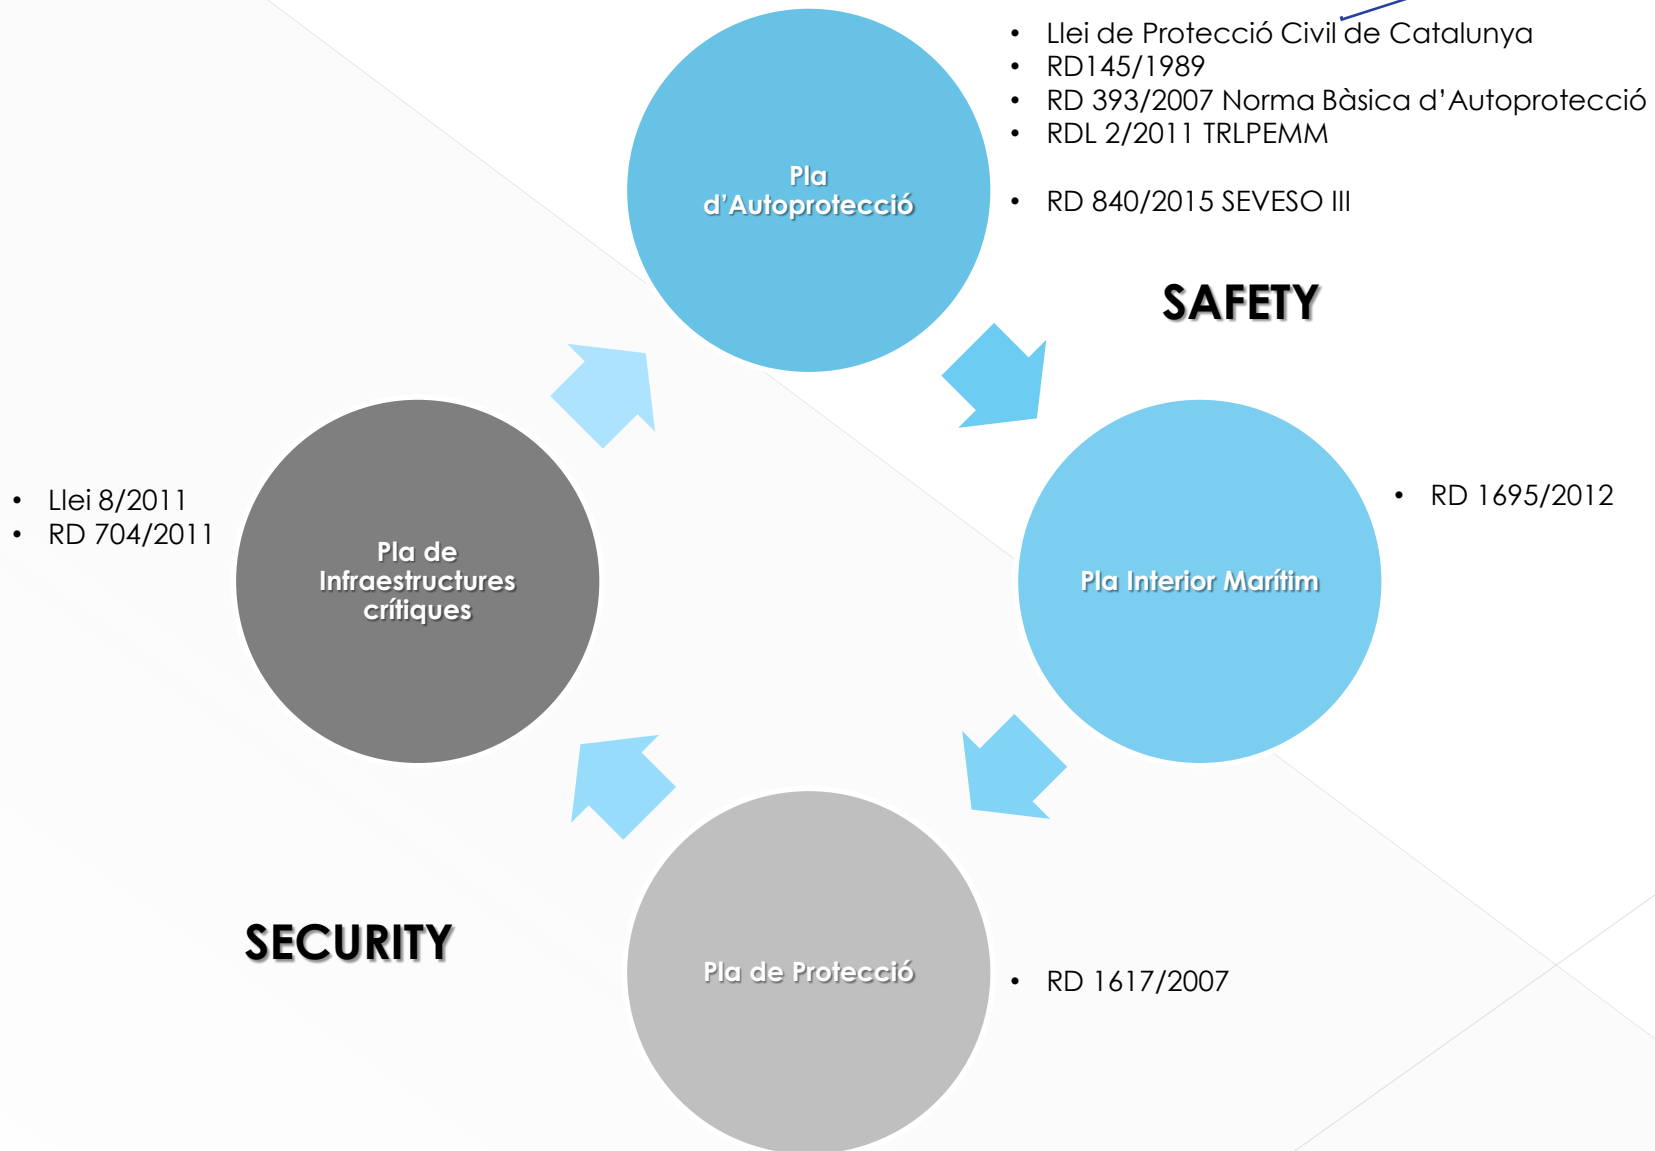 • Llei de Protecció Civil de Catalunya
• RD145/1989
• RD 393/2007 Norma Bàsica d’Autoprotecció
• RDL 2/2011 TRLPEMM
• RD 840/2015 SEVESO III
Pla
d’Autoprotecció
SAFETY
• RD 1695/2012
Pla Interior Marítim
• Llei 8/2011
• RD 704/2011
Pla de
Infraestructures
crítiques
SECURITY
Pla de Protecció
• RD 1617/2007